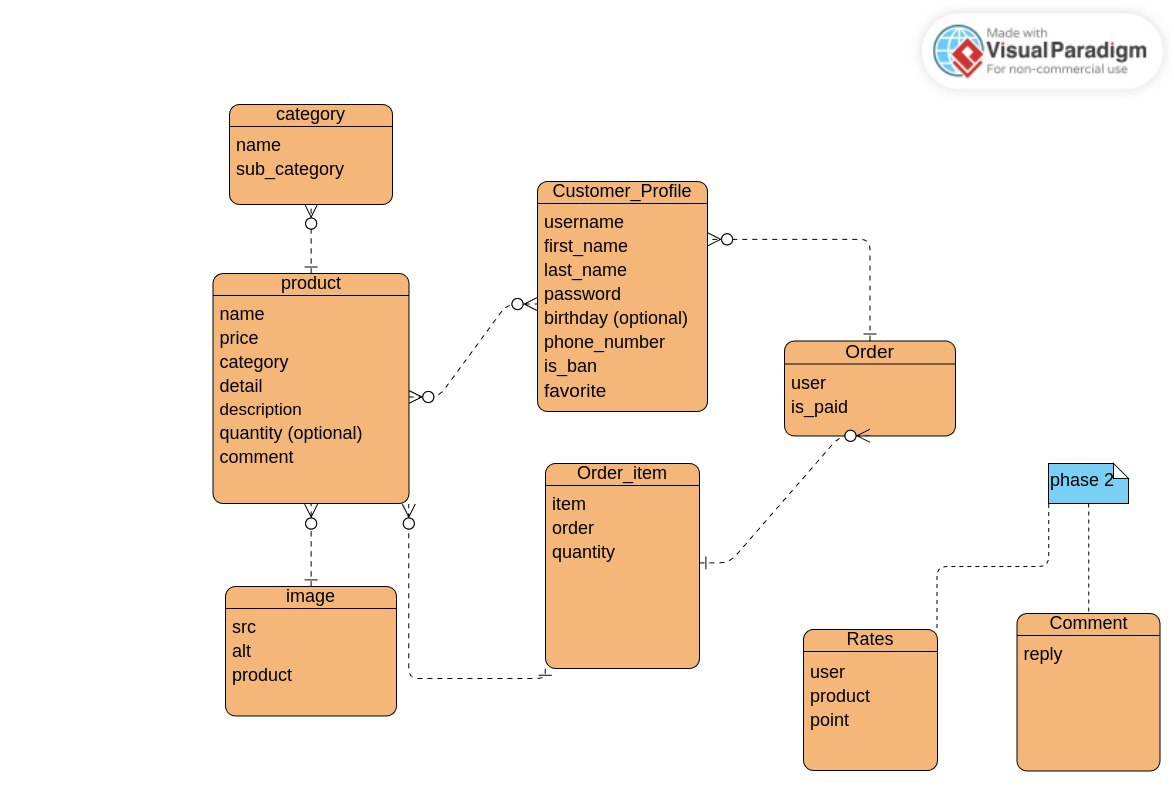 Made with
Visual Paradigm
For non-commercial use
category
name
sub_category
Customer_Profile
username
first_name
last_name
password
birthday (optional)
phone_number
is_ban
favorite
product
name
price
category
detail
description
quantity (optional)
comment
Order
user
is_paid
Order_item
item
order
quantity
phase 2
image
src
alt
product
Rates
user
product
point
Comment
reply